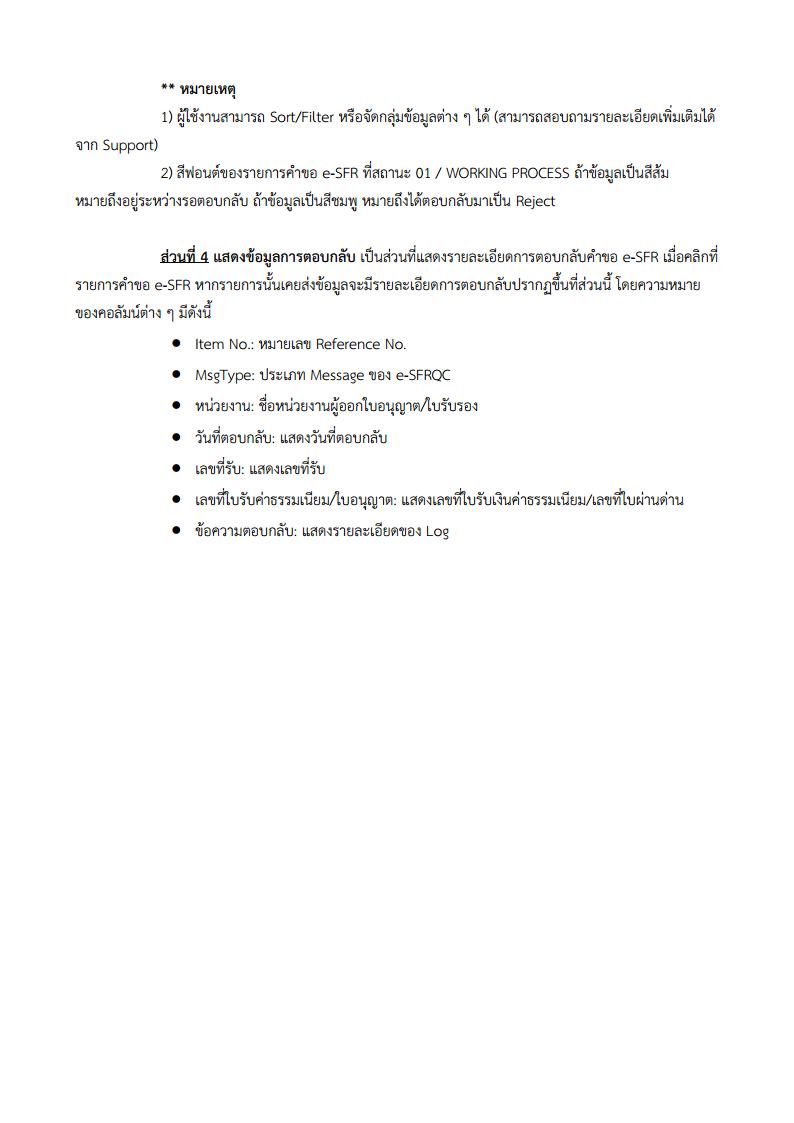 ** หมายเหตุ
1) ผู้ใช้งานสามารถ Sort/Filter หรือจัดกลุ่มข้อมูลต่าง ๆ ได้ (สามารถสอบถามรายละเอียดเพิ่มเติมได้
จาก Support)
2) สีฟอนต์ของรายการคำขอ e-SFR ที่สถานะ 01 / WORKING PROCESS ถ้าข้อมูลเป็นสีส้ม
หมายถึงอยู่ระหว่างรอตอบกลับ ถ้าข้อมูลเป็นสีชมพู หมายถึงได้ตอบกลับมาเป็น Reject
ส่วนที่ 4 แสดงข้อมูลการตอบกลับ เป็นส่วนที่แสดงรายละเอียดการตอบกลับคำขอ e-SFR เมื่อคลิกที่
รายการคำขอ e-SFR หากรายการนั้นเคยส่งข้อมูลจะมีรายละเอียดการตอบกลับปรากฏขึ้นที่ส่วนนี้ โดยความหมาย
ของคอลัมน์ต่าง ๆ มีดังนี้
● Item No.: หมายเลข Reference No.
● MsgType: ประเภท Message ของ e-SFRQC
● หน่วยงาน: ชื่อหน่วยงานผู้ออกใบอนุญาต/ใบรับรอง
● วันที่ตอบกลับ: แสดงวันที่ตอบกลับ
● เลขที่รับ: แสดงเลขที่รับ
● เลขที่ใบรับค่าธรรมเนียม/ใบอนุญาต: แสดงเลขที่ใบรับเงินค่าธรรมเนียม/เลขที่ใบผ่านด่าน
● ข้อความตอบกลับ: แสดงรายละเอียดของ Log